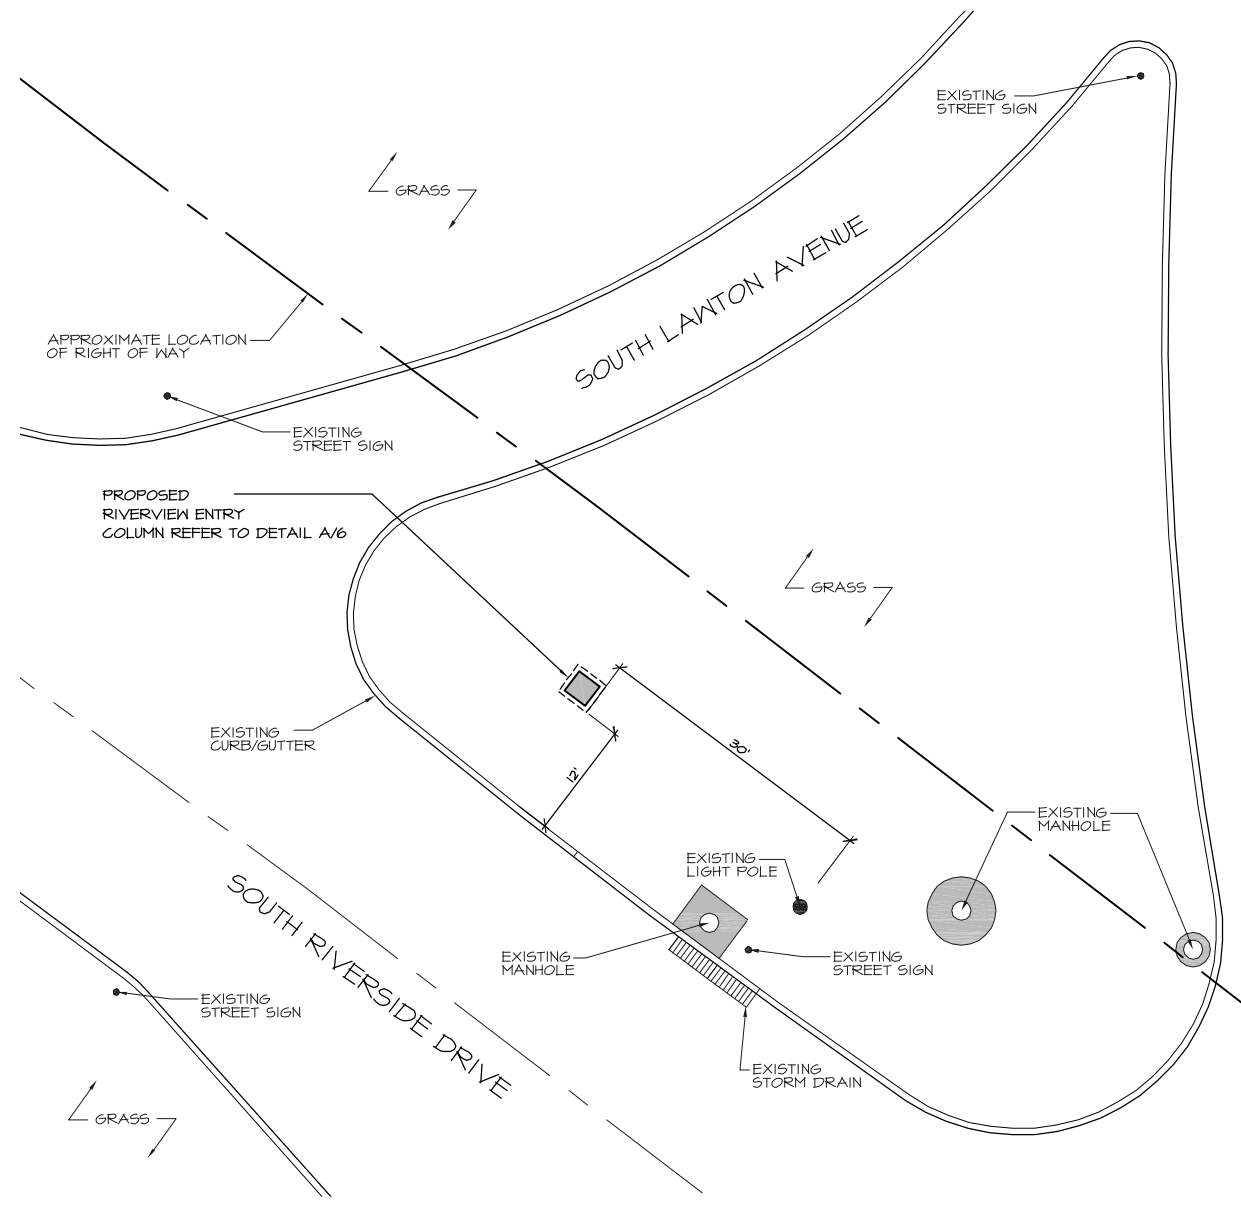 EXISTING
STREET SIGN
GRASS
SOUTH LAWTON AVENUE
APPROXIMATE LOCATION
OF RIGHT OF WAY
EXISTING
STREET SIGN
PROPOSED
RIVERVIEW ENTRY
COLUMN REFER TO DETAIL A/6
GRASS
EXISTING
CURB/GUTTER
30'
12'
EXISTING
MANHOLE
EXISTING
LIGHT POLE
SOUTH RIVERSIDE DRIVE
EXISTING
MANHOLE
EXISTING
STREET SIGN
EXISTING
STREET SIGN
EXISTING
STORM DRAIN
GRASS